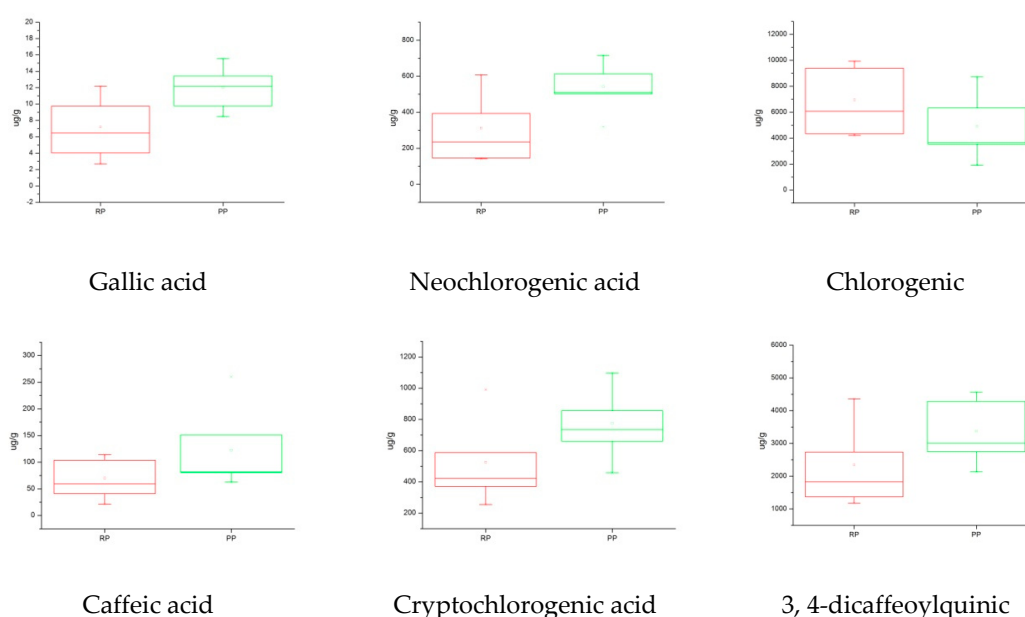 20
18
16
14
12
10
8
6
4
2
0
-2
ug/g
RP PP
Gallic acid
800
600
400
200
0
ug/g
RP PP
Neochlorogenic acid
12000
10000
8000
6000
4000
2000
0
ug/g
RP PP
Chlorogenic
300
250
200
150
100
50
0
ug/g
RP PP
Caffeic acid
1200
1000
800
600
400
200
ug/g
RP PP
Cryptochlorogenic acid
6000
5000
4000
3000
2000
1000
ug/g
RP PP
3, 4-dicaffeoylquinic